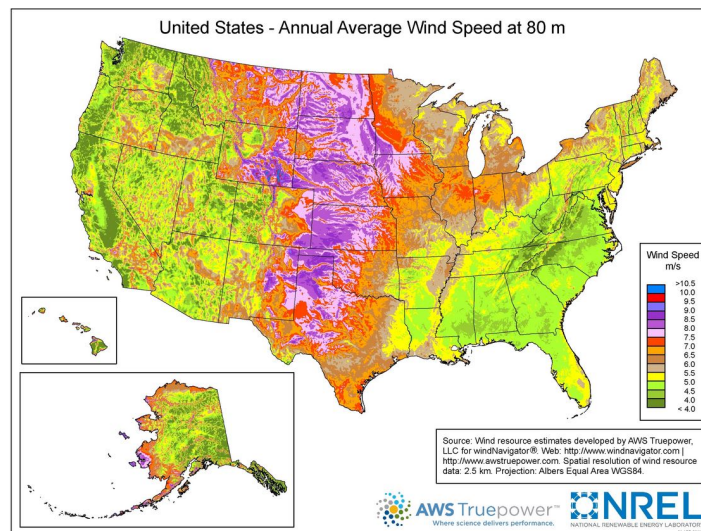 United States - Annual Average Wind Speed at 80 m
Wind Speed
m/s
>10.5
10.0
9.5
9.0
8.5
8.0
7.5
7.0
6.5
6.0
5.5
5.0
4.5
4.0
< 4.0
Source: Wind resource estimates developed by AWS Truepower,
LLC for windNavigator®. Web: http://www.windnavigator.com |
http://www.awstruepower.com. Spatial resolution of wind resource
data: 2.5 km. Projection: Albers Equal Area WGS84.
AWS Truepower™
Where science delivers performance.
NREL
NATIONAL RENEWABLE ENERGY LABORATORY